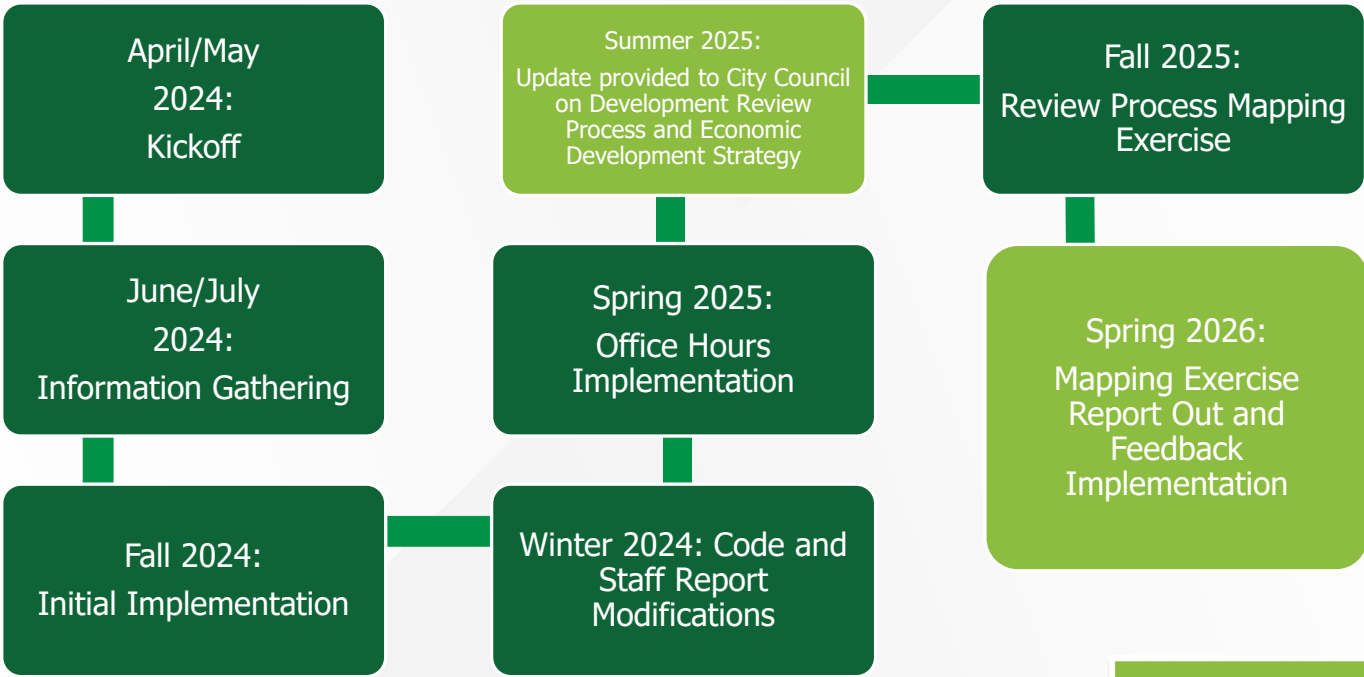 April/May
2024:
Kickoff
June/July
2024:
Information Gathering
Fall 2024:
Initial Implementation
Winter 2024: Code and
Staff Report
Modifications
Spring 2025:
Office Hours
Implementation
Summer 2025:
Update provided to City Council
on Development Review
Process and Economic
Development Strategy
Fall 2025:
Review Process Mapping
Exercise
Spring 2026:
Mapping Exercise
Report Out and
Feedback
Implementation